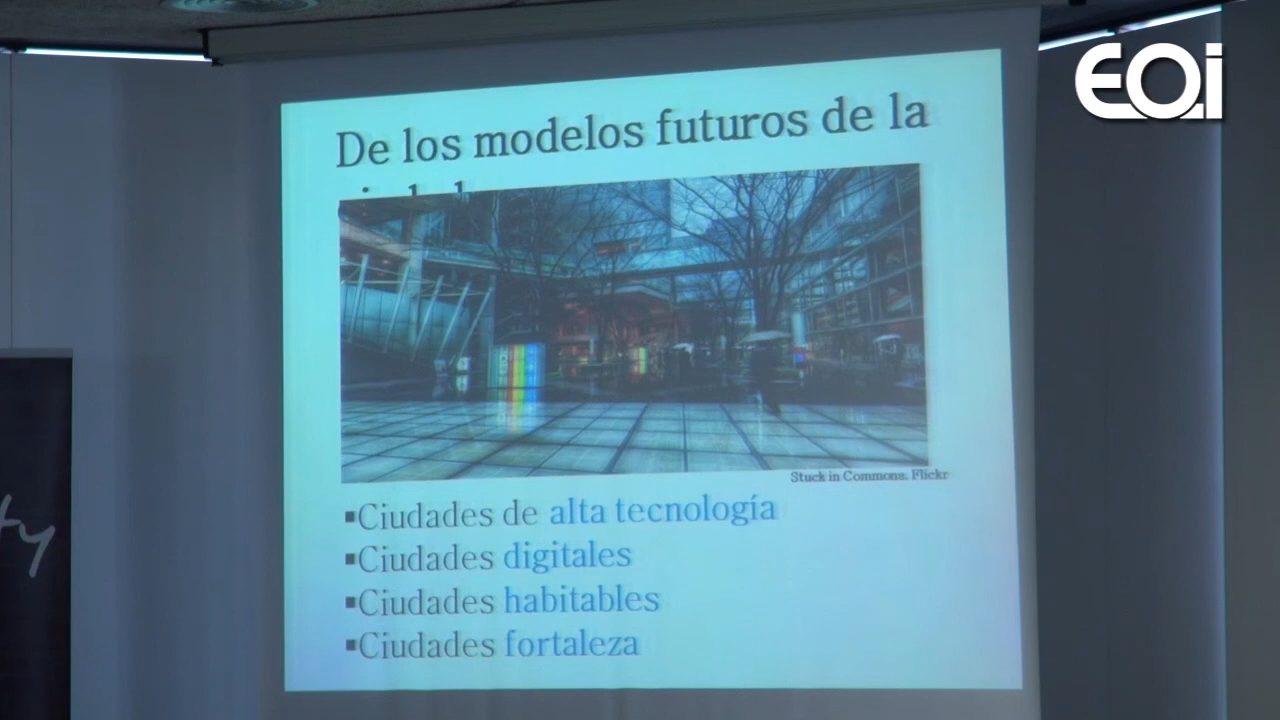 EOi
De los modelos futuros de la
Stuck in Commons. Flickr
▪Ciudades de alta tecnología
▪Ciudades digitales
▪Ciudades habitables
▪Ciudades fortaleza
ty